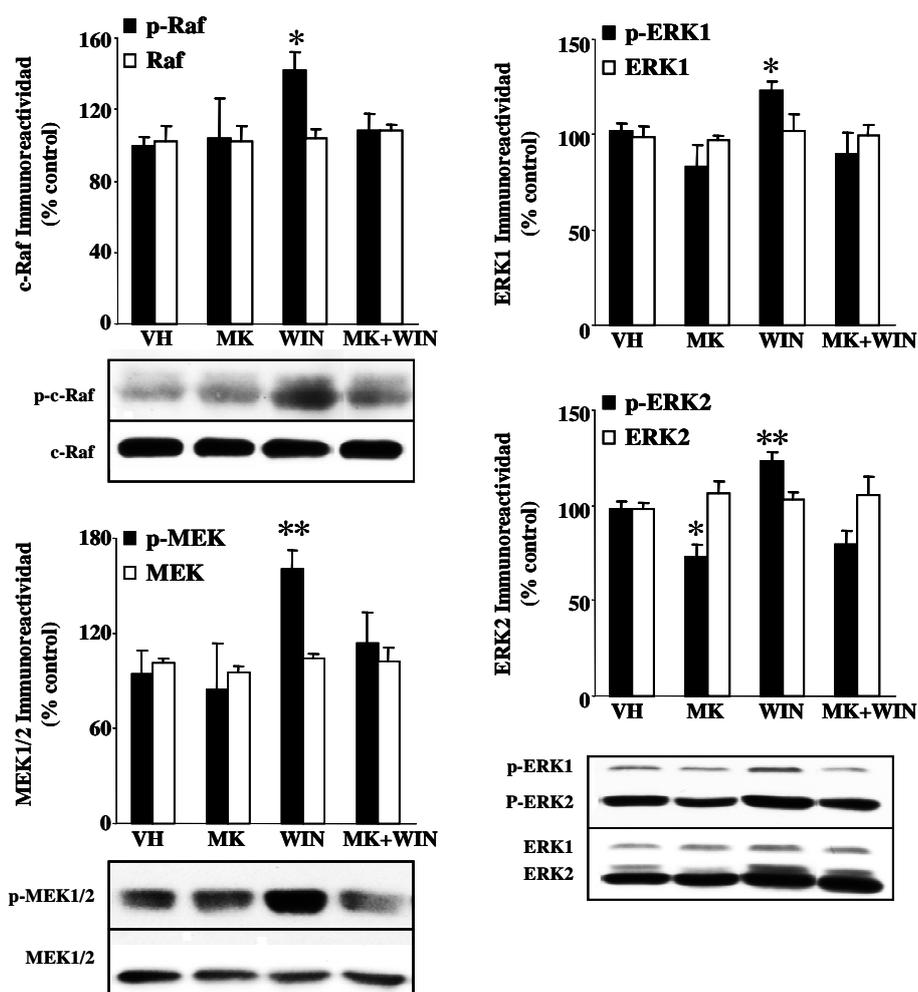 p-Raf
Raf
*
160
120
80
40
0
c-Raf Immunoreactividad
(% control)
VH MK WIN MK+WIN
p-c-Raf
c-Raf
p-MEK
MEK
**
180
120
60
0
MEK1/2 Immunoreactividad
(% control)
VH MK WIN MK+WIN
p-MEK1/2
MEK1/2
p-ERK1
ERK1
*
150
100
50
0
ERK1 Immunoreactividad
(% control)
VH MK WIN MK+WIN
p-ERK2
ERK2
**
*
150
100
50
0
ERK2 Immunoreactividad
(% control)
VH MK WIN MK+WIN
p-ERK1
P-ERK2
ERK1
ERK2